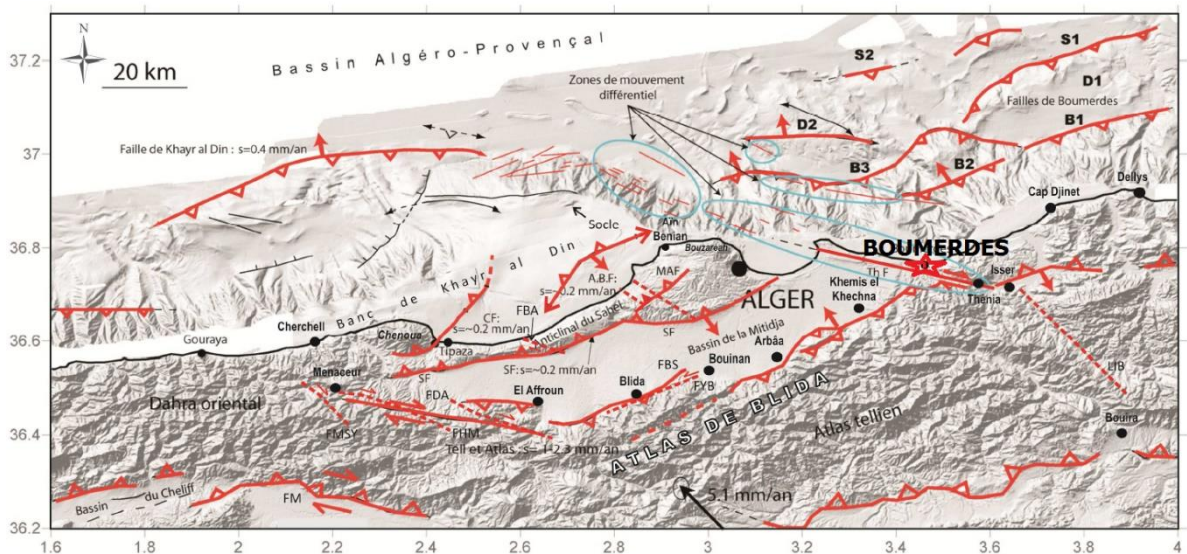 37.2
37
36.8
36.6
36.4
36.2
N
20 km
Bassin Algéro-Provençal
Zones de mouvement
différentiel
S2
S1
D1
Failles de Boumerdes
B1
D2
B3
B2
Faille de Khayr al Din : s=0.4 mm/an
Dellys
Cap Djinet
Socle
Aïn
Benian
Bouzaréah
BOUMERDES
Banc de Khayr al Din
A.B.F:
s=~0.2 mm/an
MAF
Th F
Isser
Thénia
ALGER
Khemis el
Khechna
CF:
s=~0.2 mm/an
FBA
Anticlinal du Sahel
Cherchell
Gouraya
Chenoua
Tipaza
SF
SF
SF: s=~0.2 mm/an
Bassin de la Mitidja
Arbâa
Bouinan
FBS
FYB
Menaceur
FDA
El Affroun
Blida
Dahra oriental
FMSY
FHM
Tell et Atlas : s= 1-2.3 mm/an
ATLAS DE BLIDA
Atlas tellien
Bouira
Bassin du Cheliff
FM
5.1 mm/an
1.6 1.8 2 2.2 2.4 2.6 2.8 3 3.2 3.4 3.6 3.8 4